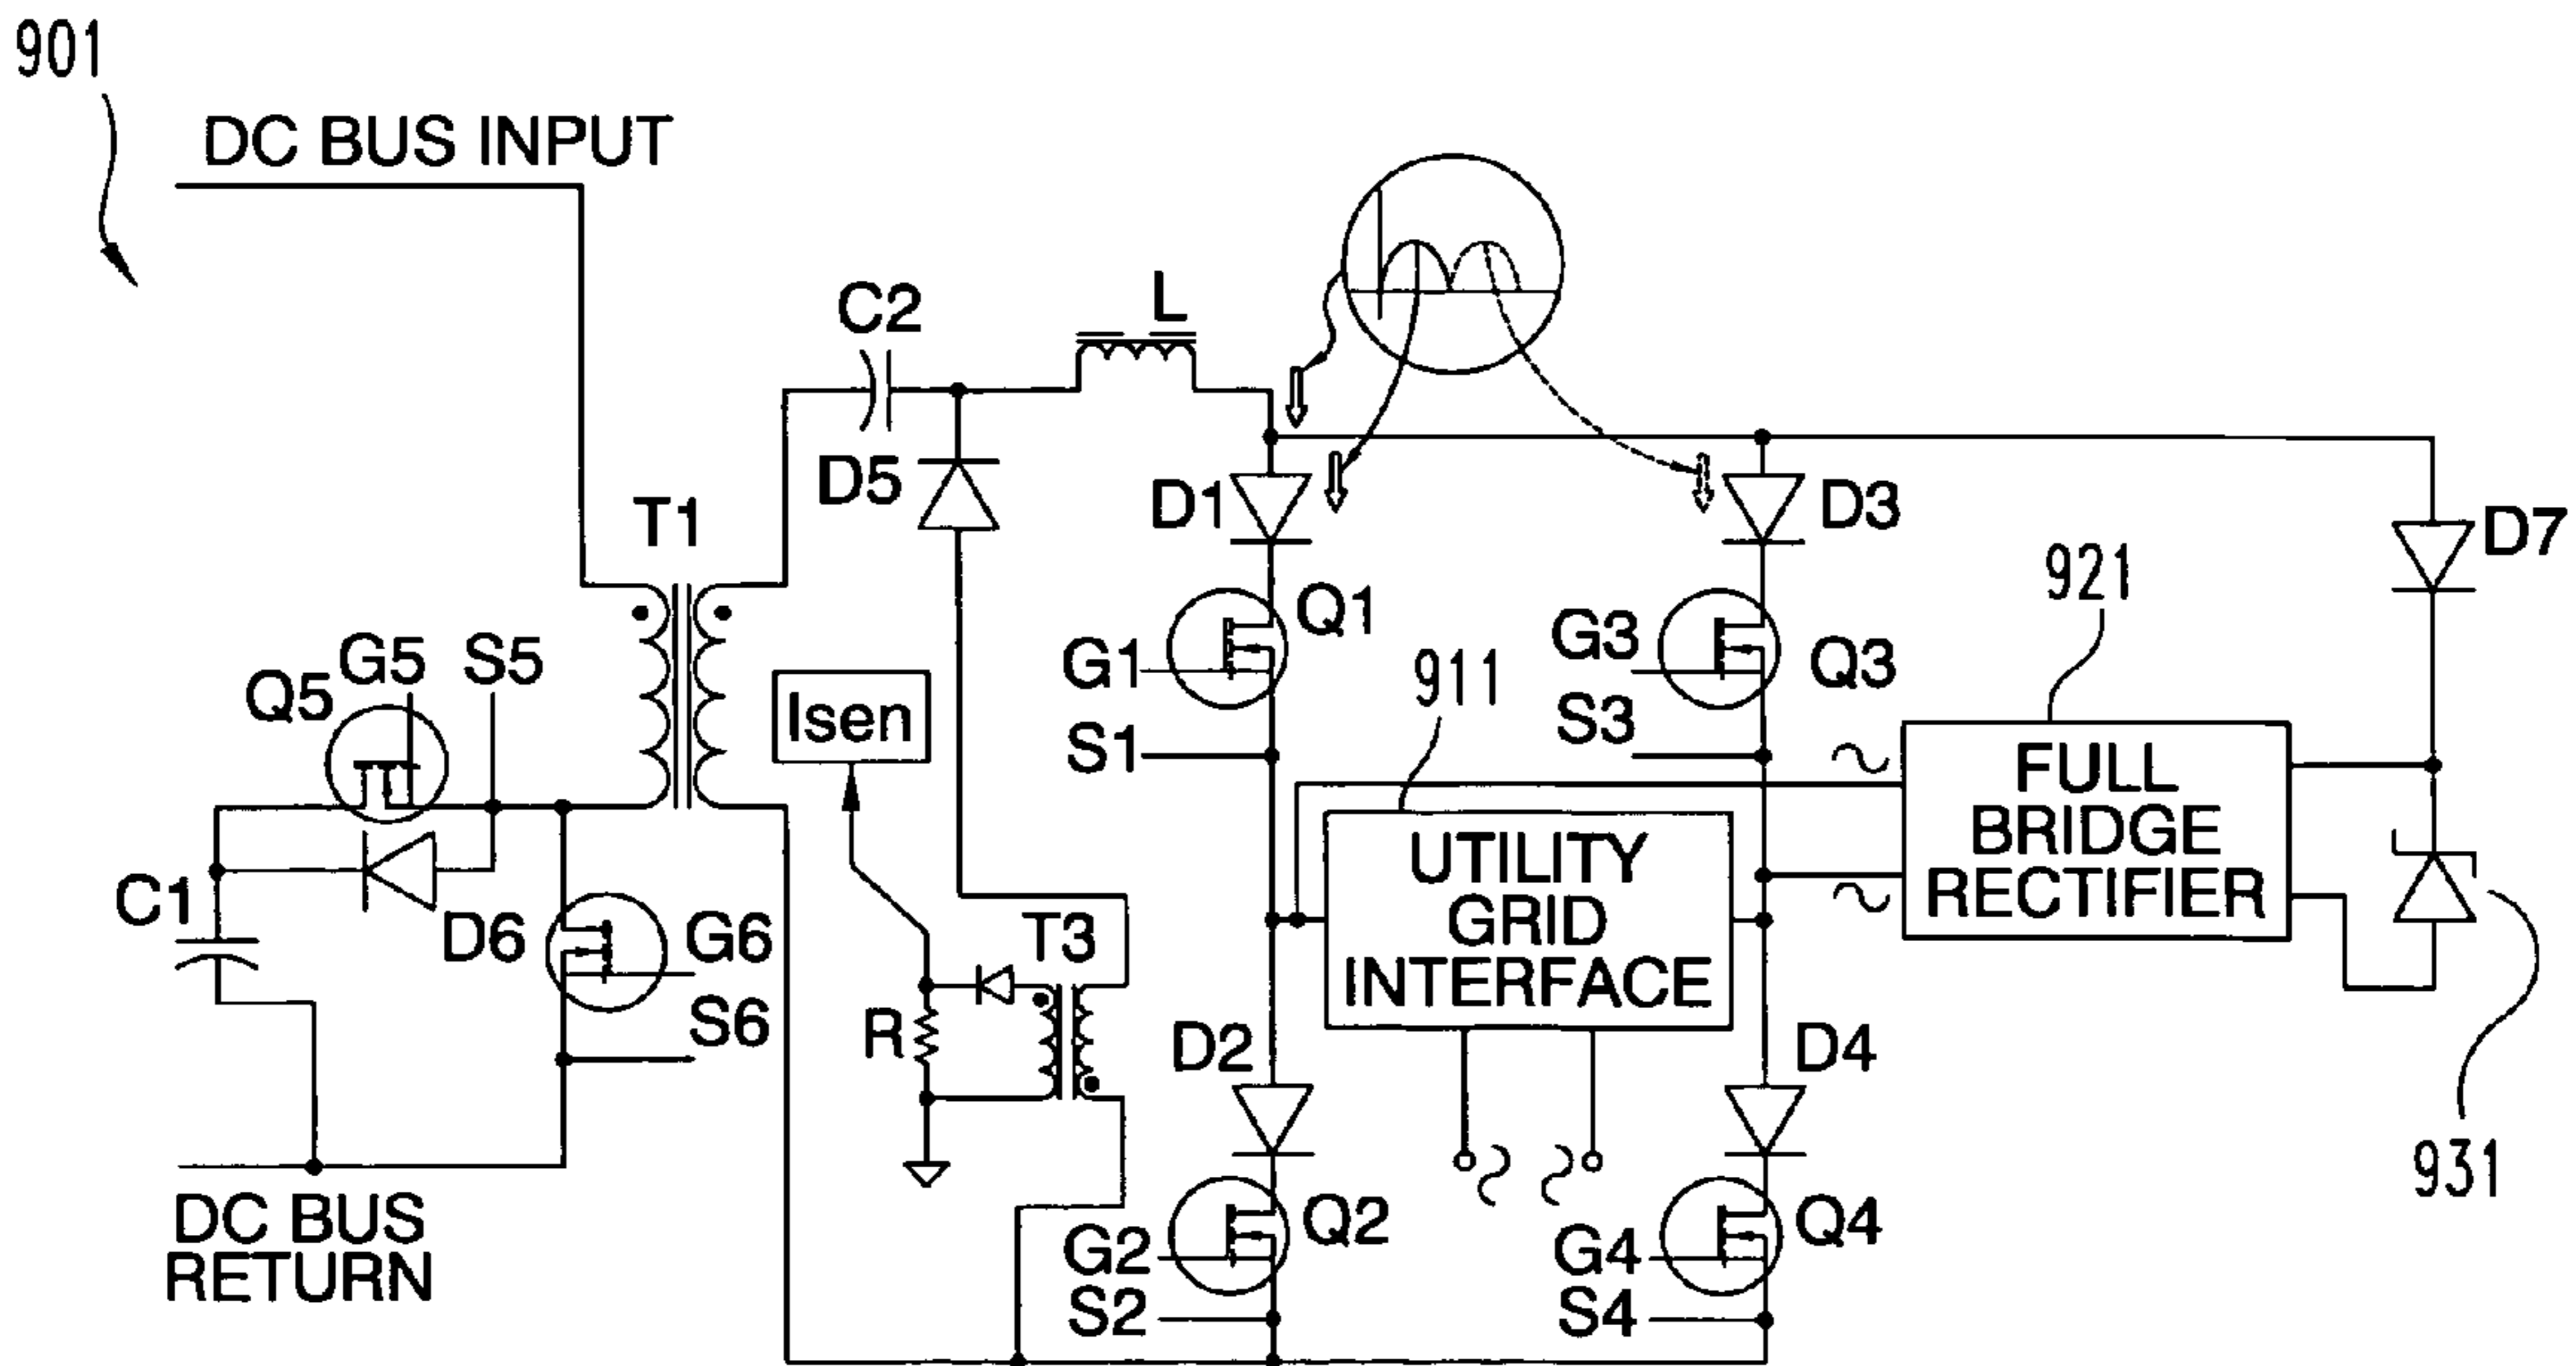 901
DC BUS INPUT
C2
L
D5
D1
D3
D7
T1
921
Q1
G1
G3
Q3
911
Q5
G5
S5
Isen
S1
S3
FULL
BRIDGE
RECTIFIER
UTILITY
GRID
INTERFACE
C1
D6
G6
S6
T3
R
D2
D4
931
DC BUS
RETURN
G2
Q2
S2
G4
Q4
S4